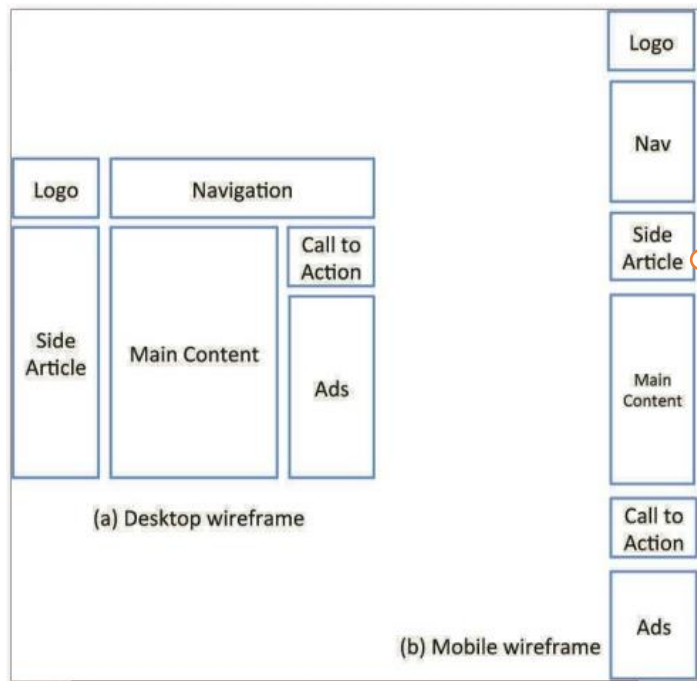 Logo
Navigation
Side
Article
Main Content
Call to
Action
Ads
(a) Desktop wireframe
Logo
Nav
Side
Article
Main
Content
Call to
Action
Ads
(b) Mobile wireframe